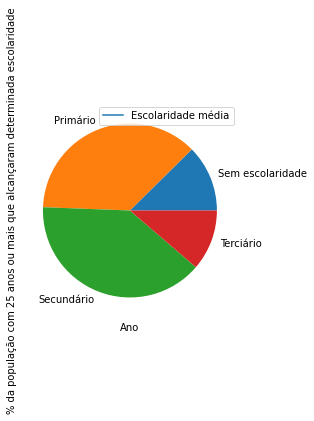 % da população com 25 anos ou mais que alcançaram determinada escolaridade
Escolaridade média
Primário
Sem escolaridade
Terciário
Secundário
Ano